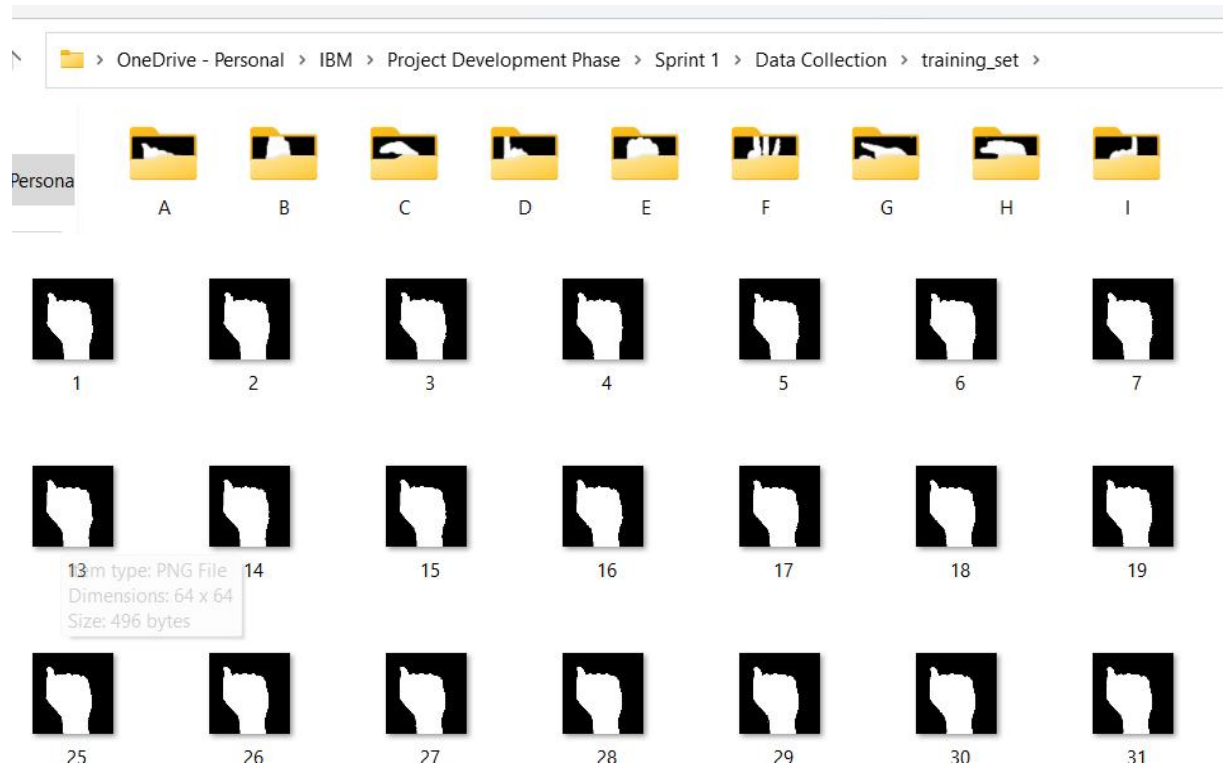 OneDrive - Personal > IBM > Project Development Phase > Sprint 1 > Data Collection > training_set >
Persona
A B C D E F G H I
1 2 3 4 5 6 7
13 14 15 16 17 18 19
Item type: PNG File
Dimensions: 64 x 64
Size: 496 bytes
25 26 27 28 29 30 31